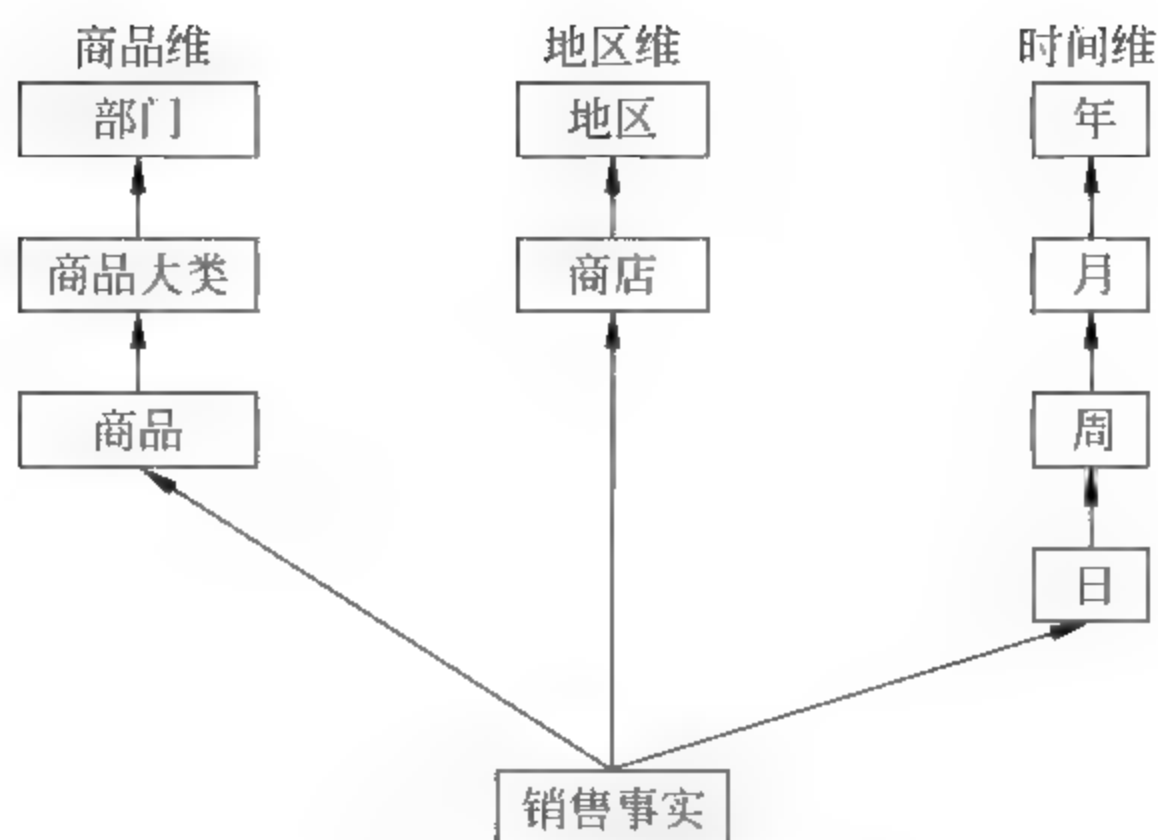 商品维 地区维 时间维
部门 地区 年
商品大类 商店 月
商品 周
日
销售事实